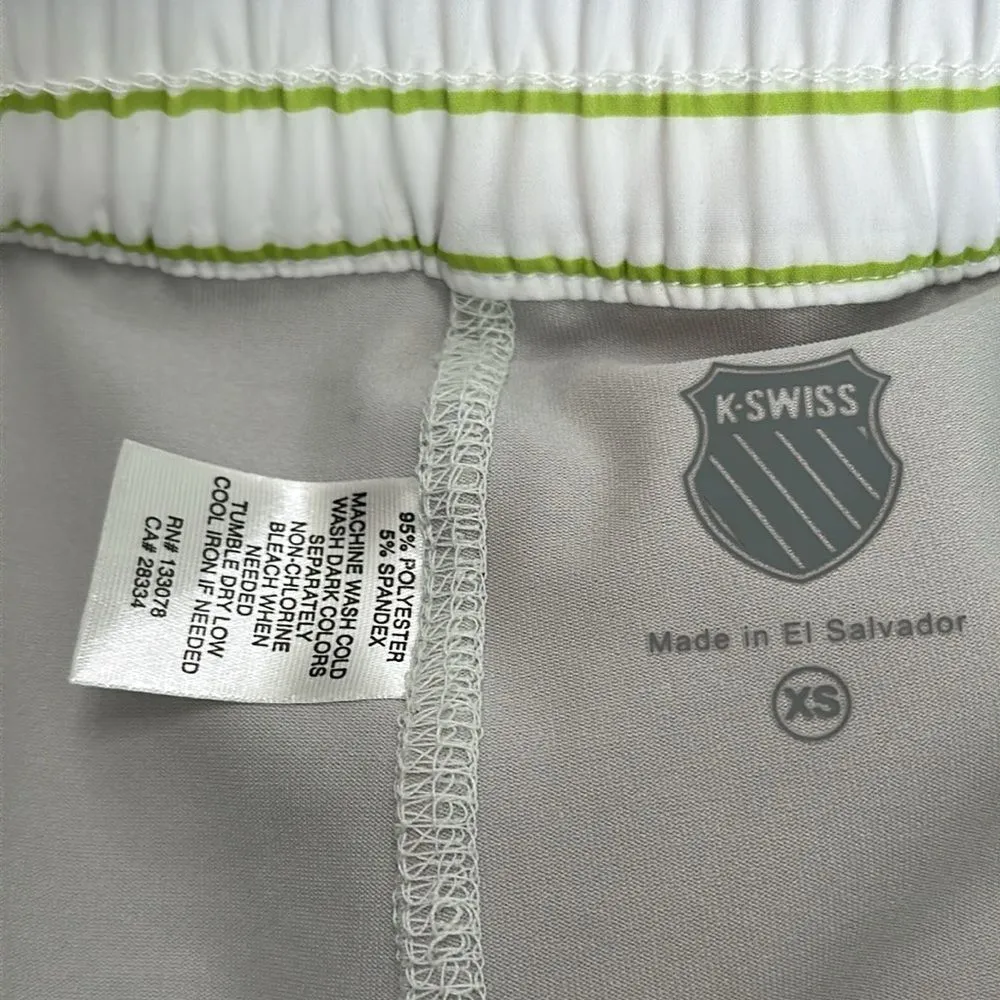 95% POLYESTER
5% SPANDEX
MACHINE WASH COLD
WASH DARK COLORS
SEPARATELY
NON-CHLORINE
BLEACH WHEN
NEEDED
TUMBLE DRY LOW
COOL IRON IF NEEDED
RN# 133078
CA# 28334
K·SWISS
Made in El Salvador
XS